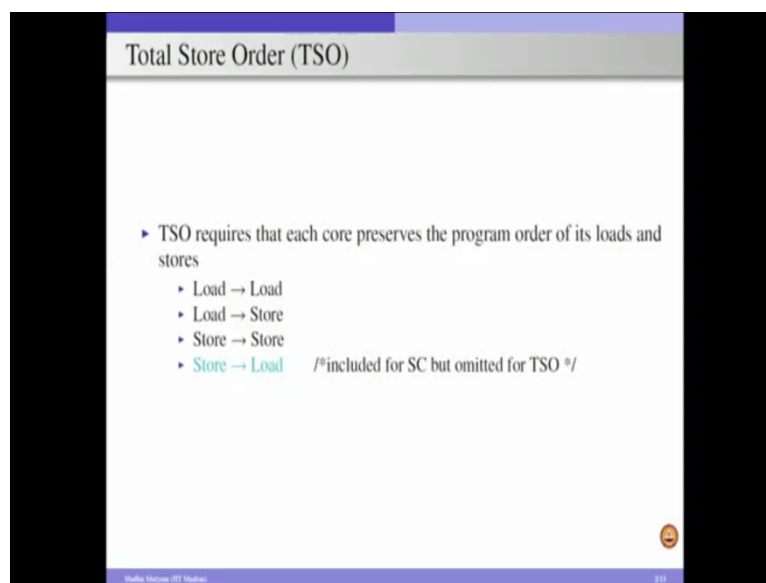 Total Store Order (TSO)
▸ TSO requires that each core preserves the program order of its loads and
stores
▸ Load → Load
▸ Load → Store
▸ Store → Store
▸ Store → Load /*included for SC but omitted for TSO */